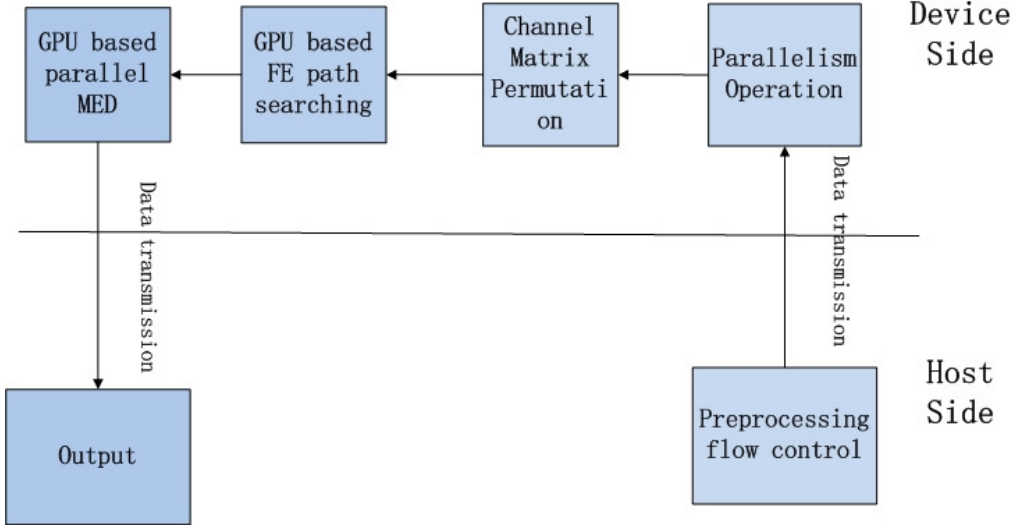 GPU based
parallel
MED
GPU based
FE path
searching
Channel
Matrix
Permutati
on
Parallelism
Operation
Device
Side
Data transmission
Data transmission
Output
Preprocessing
flow control
Host
Side